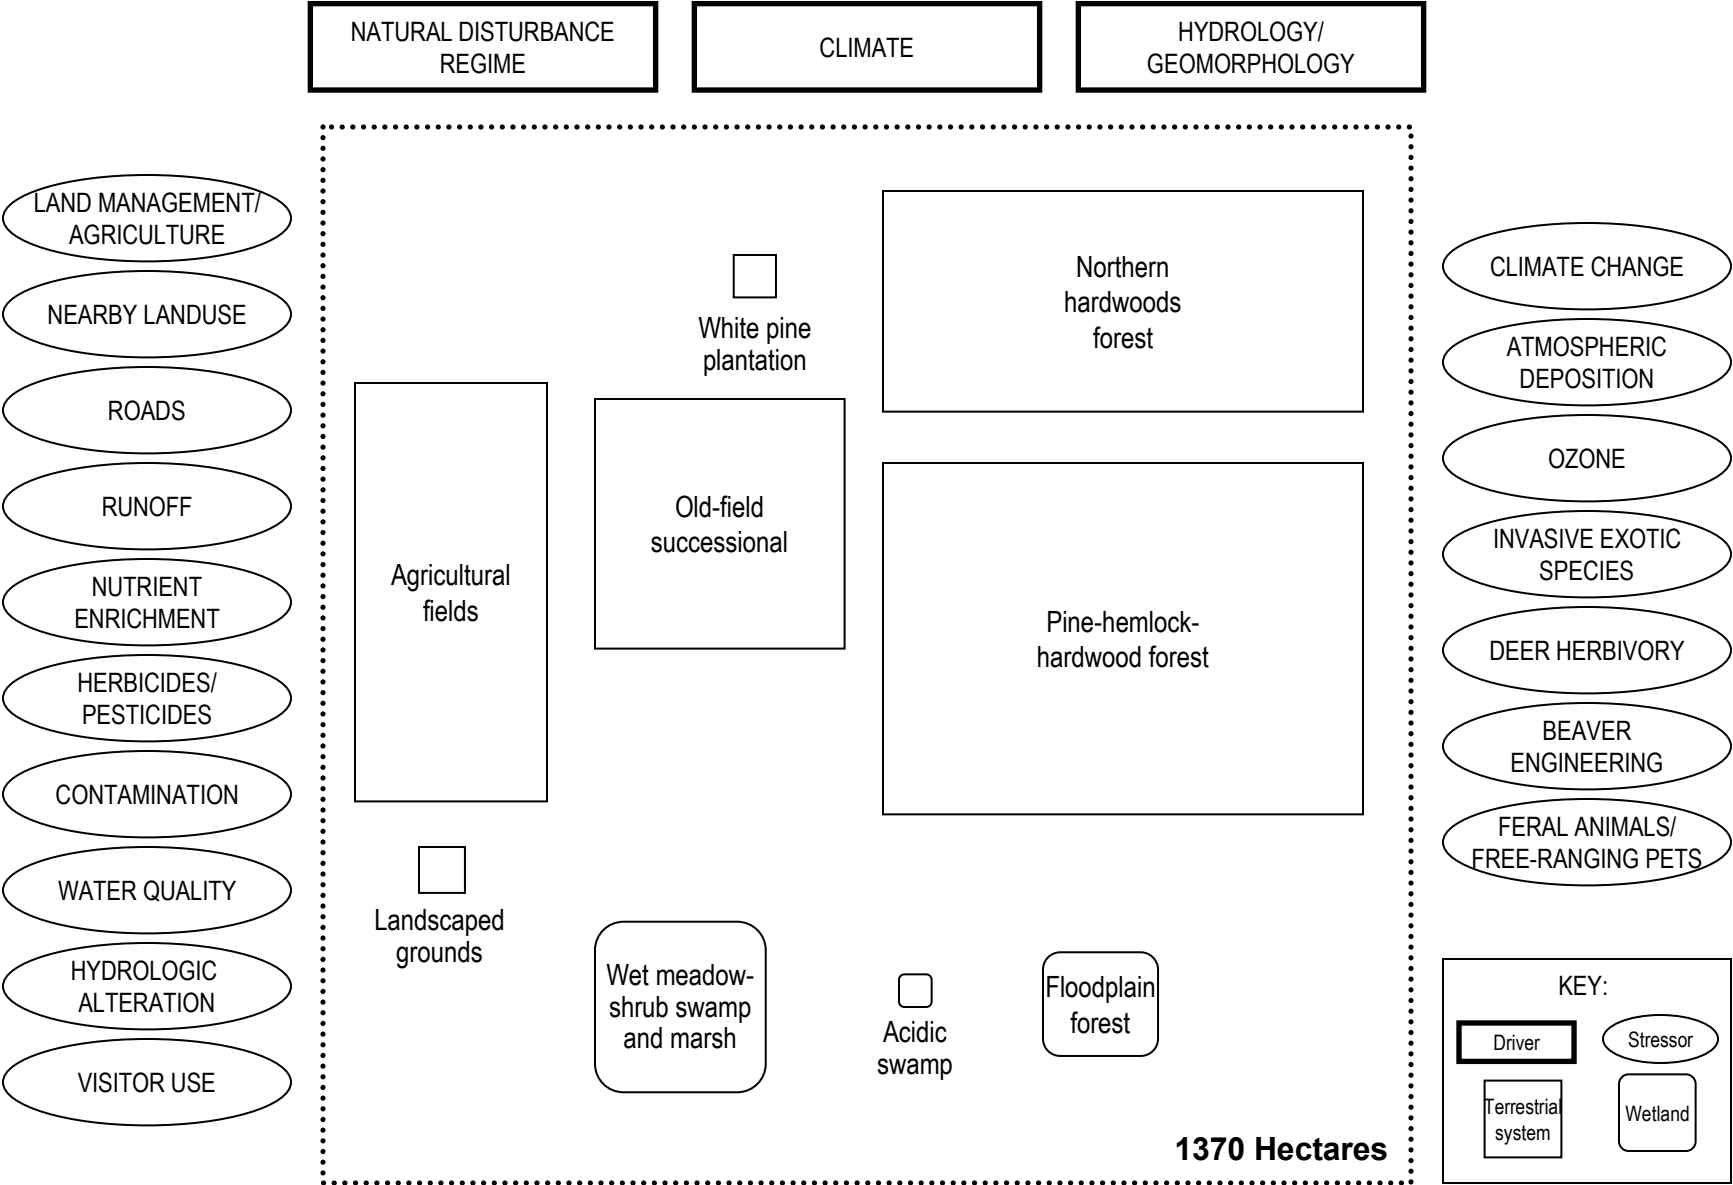 NATURAL DISTURBANCE
REGIME
CLIMATE
HYDROLOGY/
GEOMORPHOLOGY
LAND MANAGEMENT/
AGRICULTURE
NEARBY LANDUSE
ROADS
RUNOFF
NUTRIENT
ENRICHMENT
HERBICIDES/
PESTICIDES
CONTAMINATION
WATER QUALITY
HYDROLOGIC
ALTERATION
VISITOR USE
White pine
plantation
Northern
hardwoods
forest
Agricultural
fields
Old-field
successional
Pine-hemlock-
hardwood forest
Landscaped
grounds
Wet meadow-
shrub swamp
and marsh
Acidic
swamp
Floodplain
forest
1370 Hectares
CLIMATE CHANGE
ATMOSPHERIC
DEPOSITION
OZONE
INVASIVE EXOTIC
SPECIES
DEER HERBIVORY
BEAVER
ENGINEERING
FERAL ANIMALS/
FREE-RANGING PETS
KEY:
Driver
Stressor
Terrestrial
system
Wetland